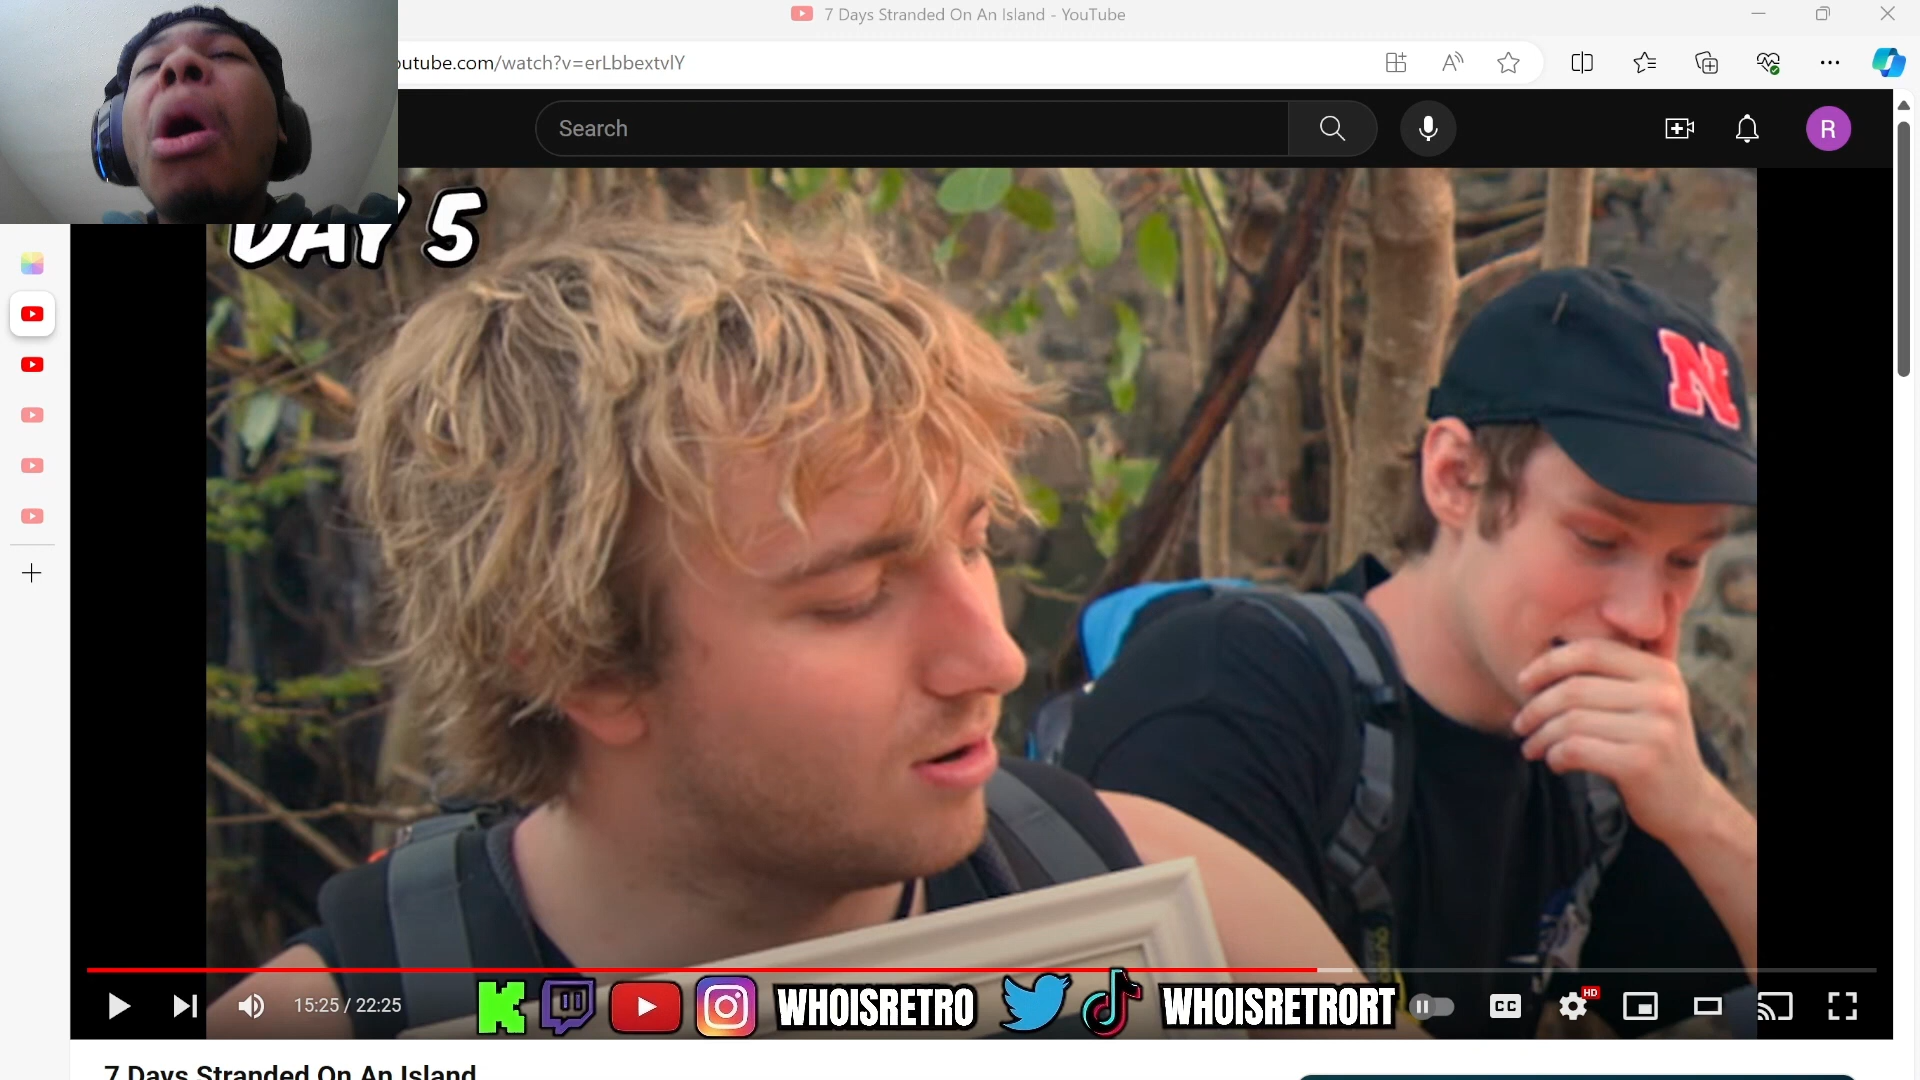 7 Days Stranded On An Island - YouTube
outube.com/watch?v=erLbbextvlY
Search
R
DAY 5
N
15:25 / 22:25
WHOISRETRO
WHOISRETRORT
CC
HD
7 Days Stranded On An Island